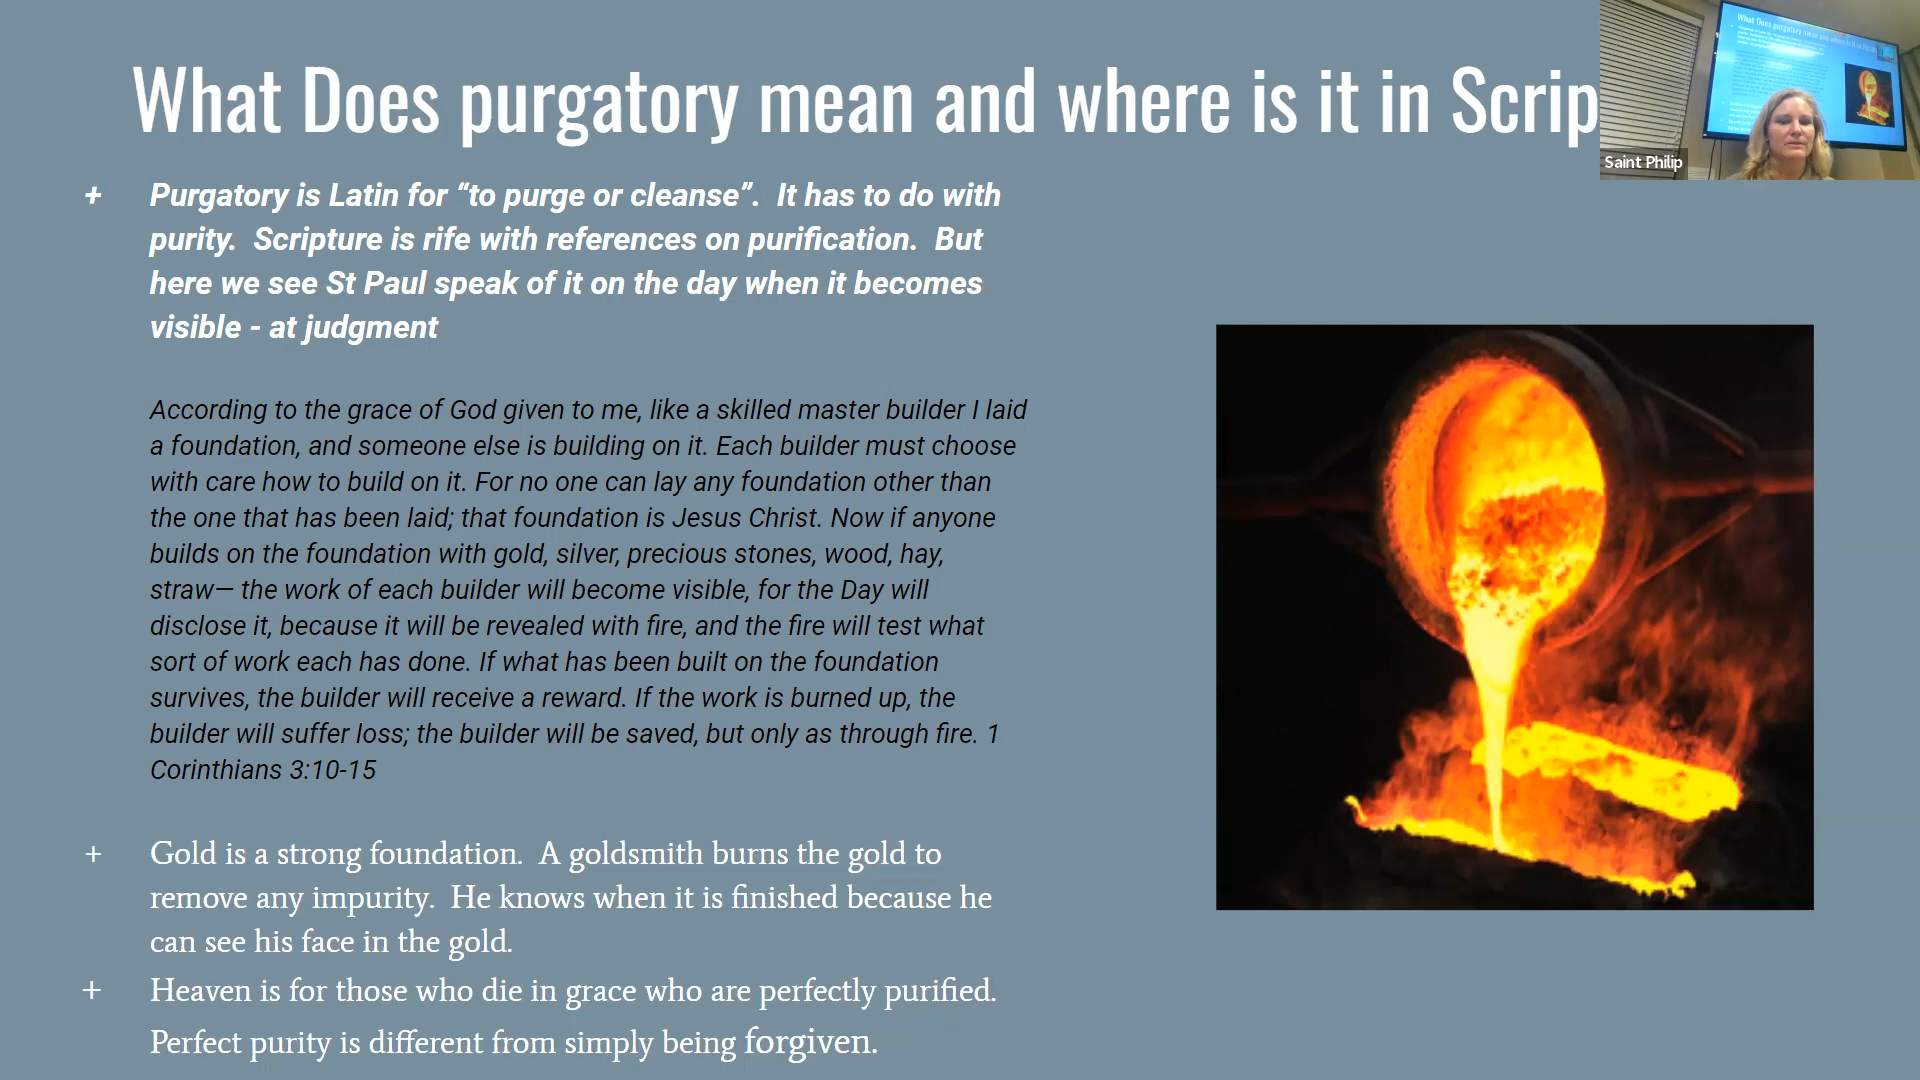 What Does purgatory mean and where is it in Scrip
Saint Philip
+ Purgatory is Latin for “to purge or cleanse”. It has to do with
purity. Scripture is rife with references on purification. But
here we see St Paul speak of it on the day when it becomes
visible - at judgment
According to the grace of God given to me, like a skilled master builder I laid
a foundation, and someone else is building on it. Each builder must choose
with care how to build on it. For no one can lay any foundation other than
the one that has been laid; that foundation is Jesus Christ. Now if anyone
builds on the foundation with gold, silver, precious stones, wood, hay,
straw— the work of each builder will become visible, for the Day will
disclose it, because it will be revealed with fire, and the fire will test what
sort of work each has done. If what has been built on the foundation
survives, the builder will receive a reward. If the work is burned up, the
builder will suffer loss; the builder will be saved, but only as through fire. 1
Corinthians 3:10-15
+ Gold is a strong foundation. A goldsmith burns the gold to
remove any impurity. He knows when it is finished because he
can see his face in the gold.
+ Heaven is for those who die in grace who are perfectly purified.
Perfect purity is different from simply being forgiven.